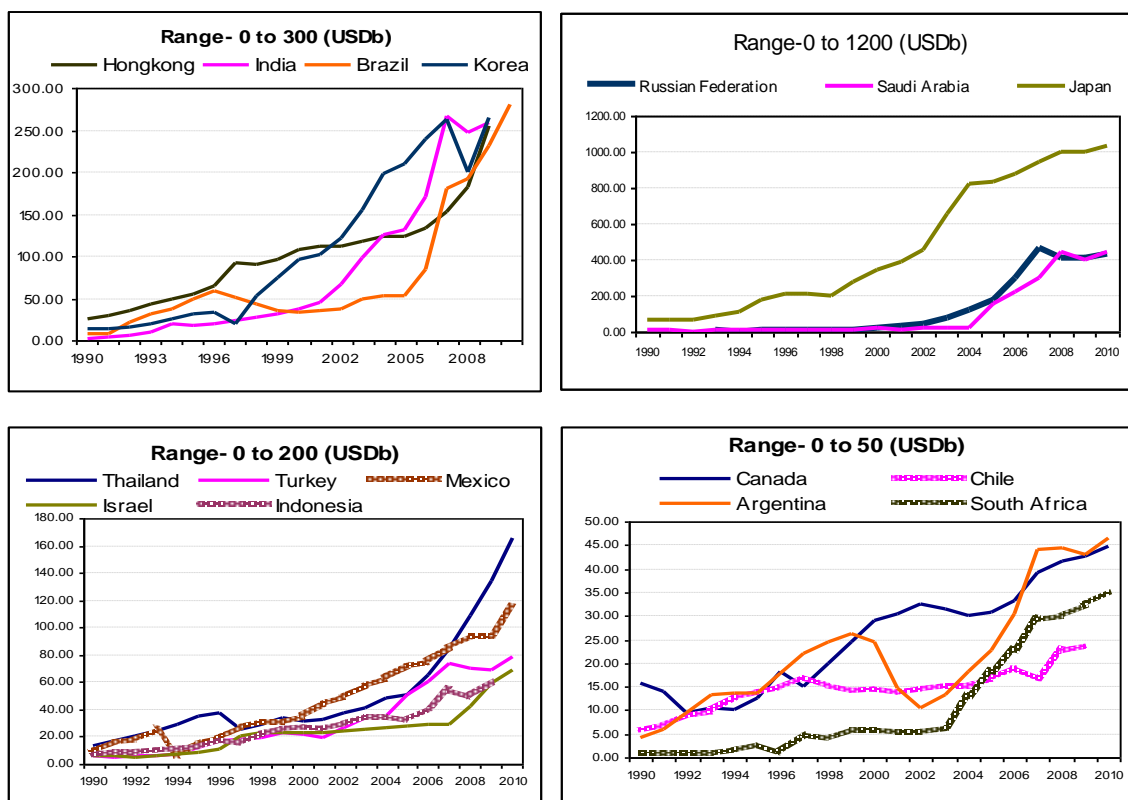 Range- 0 to 300 (USDb)
Hongkong India Brazil Korea
300.00
250.00
200.00
150.00
100.00
50.00
0.00
1990 1993 1996 1999 2002 2005 2008
Range-0 to 1200 (USDb)
Russian Federation Saudi Arabia Japan
1200.00
1000.00
800.00
600.00
400.00
200.00
0.00
1990 1992 1994 1996 1998 2000 2002 2004 2006 2008 2010
Range- 0 to 200 (USDb)
Thailand Turkey Mexico
Israel Indonesia
180.00
160.00
140.00
120.00
100.00
80.00
60.00
40.00
20.00
0.00
1990 1992 1994 1996 1998 2000 2002 2004 2006 2008 2010
Range- 0 to 50 (USDb)
Canada Chile
Argentina South Africa
50.00
45.00
40.00
35.00
30.00
25.00
20.00
15.00
10.00
5.00
0.00
1990 1992 1994 1996 1998 2000 2002 2004 2006 2008 2010